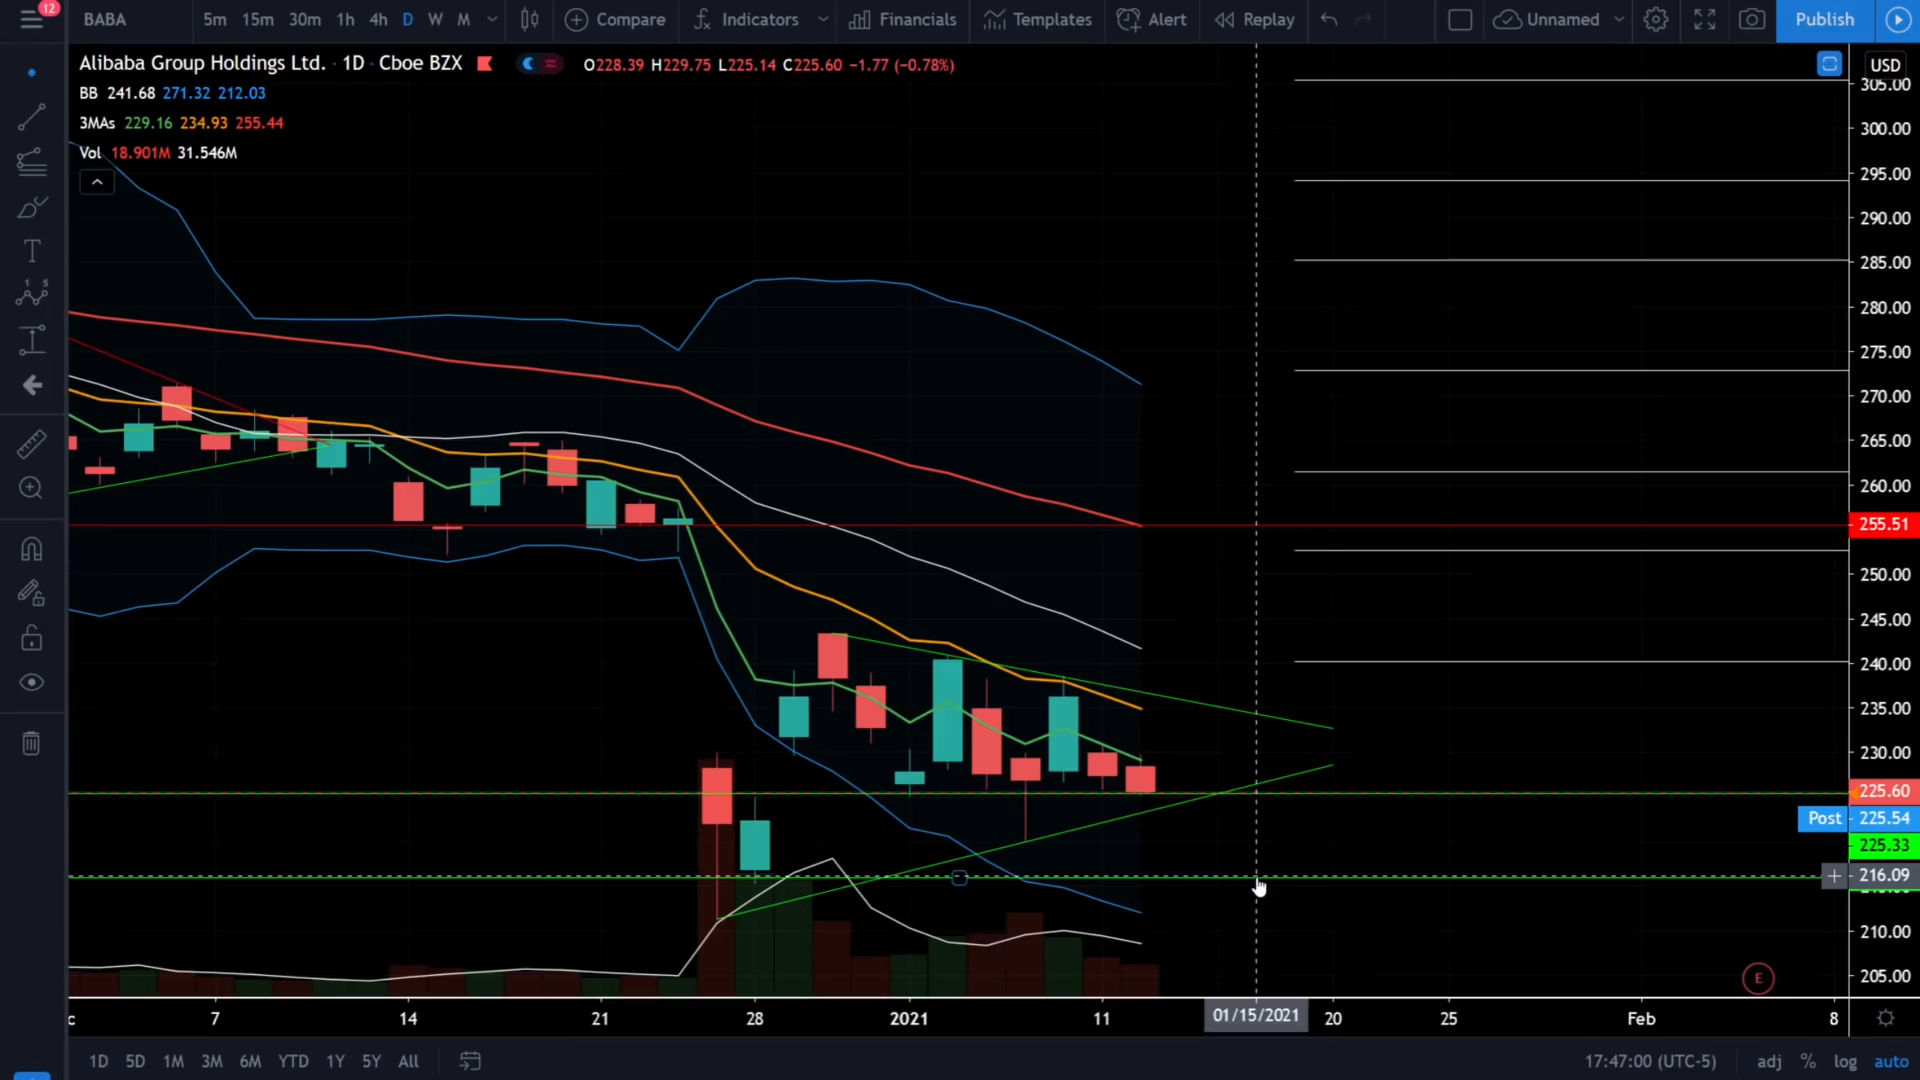 12
BABA 5m 15m 30m 1h 4h D W M Compare Indicators Financials Templates Alert Replay Unnamed Publish
Alibaba Group Holdings Ltd. · 1D · Cboe BZX O228.39 H229.75 L225.14 C225.60 −1.77 (−0.78%)
BB 241.68 271.32 212.03
3MAs 229.16 234.93 255.44
Vol 18.901M 31.546M
USD
305.00
300.00
295.00
290.00
285.00
280.00
275.00
270.00
265.00
260.00
255.51
250.00
245.00
240.00
235.00
230.00
225.60
Post 225.54
225.33
216.09
210.00
205.00
E
c 7 14 21 28 2021 11 01/15/2021 20 25 Feb 8
1D 5D 1M 3M 6M YTD 1Y 5Y All 17:47:00 (UTC-5) adj % log auto